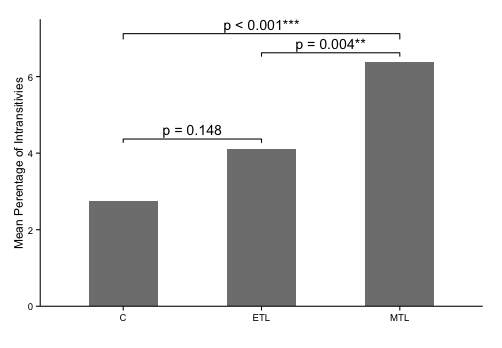 p < 0.001***
p = 0.004**
p = 0.148
Mean Perentage of Intransitivies
6
4
2
0
C
ETL
MTL